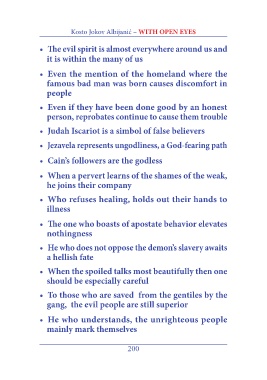 Kosto Jokov Albijanić – WITH OPEN EYES
• The evil spirit is almost everywhere around us and
it is within the many of us
• Even the mention of the homeland where the
famous bad man was born causes discomfort in
people
• Even if they have been done good by an honest
person, reprobates continue to cause them trouble
• Judah Iscariot is a simbol of false believers
• Jezavela represents ungodliness, a God-fearing path
• Cain's followers are the godless
• When a pervert learns of the shames of the weak,
he joins their company
• Who refuses healing, holds out their hands to
illness
• The one who boasts of apostate behavior elevates
nothingness
• He who does not oppose the demon's slavery awaits
a hellish fate
• When the spoiled talks most beautifully then one
should be especially careful
• To those who are saved from the gentiles by the
gang, the evil people are still superior
• He who understands, the unrighteous people
mainly mark themselves
200